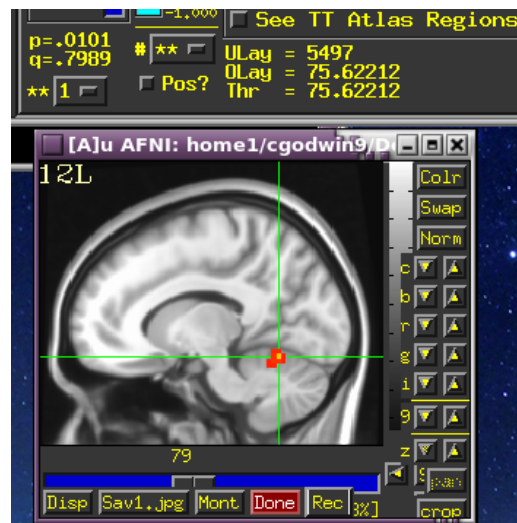 -1.000
See TT Atlas Regions
p=.0101
q=.7989
# **
** 1
Pos?
ULay = 5497
OLay = 75.62212
Thr = 75.62212
[A]u AFNI: home1/cgodwin9/D
12L
Colr
Swap
Norm
c
b
r
g
i
9
z
pan
crop
79
Disp
Sav1.jpg
Mont
Done
Rec
%]